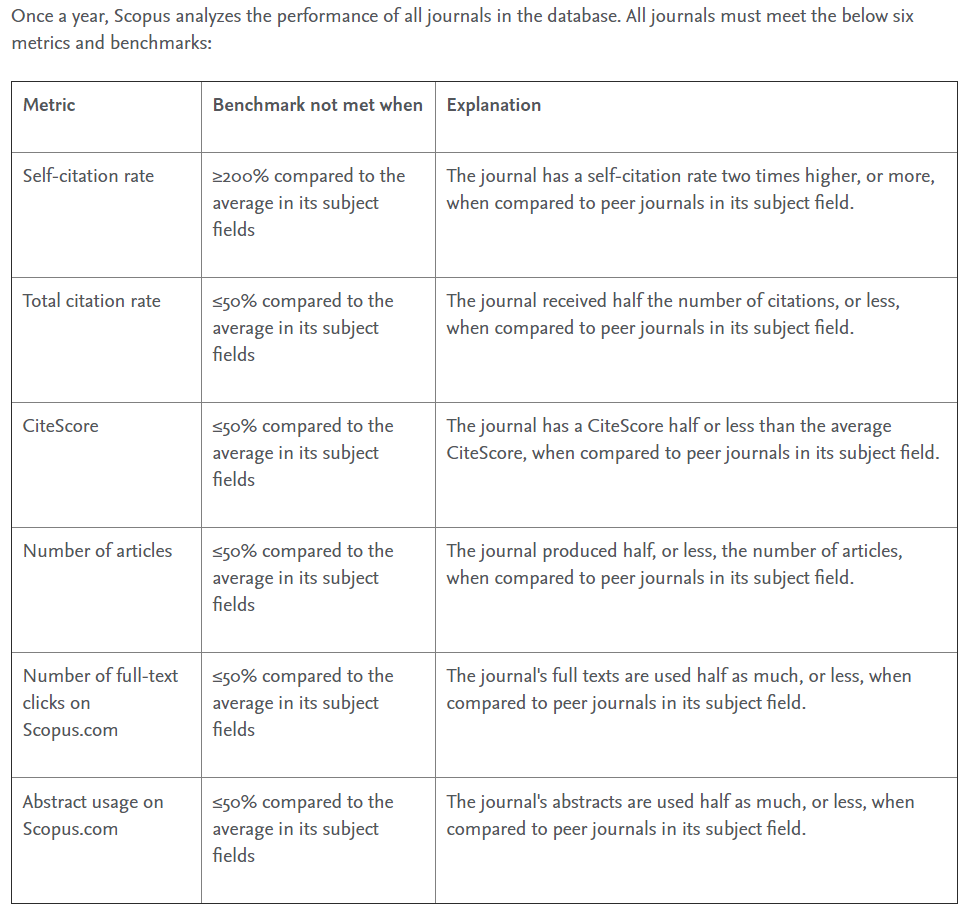 Once a year, Scopus analyzes the performance of all journals in the database. All journals must meet the below six
metrics and benchmarks:
Metric
Benchmark not met when
Explanation
Self-citation rate
≥200% compared to the
average in its subject
fields
The journal has a self-citation rate two times higher, or more,
when compared to peer journals in its subject field.
Total citation rate
≤50% compared to the
average in its subject
fields
The journal received half the number of citations, or less,
when compared to peer journals in its subject field.
CiteScore
≤50% compared to the
average in its subject
fields
The journal has a CiteScore half or less than the average
CiteScore, when compared to peer journals in its subject field.
Number of articles
≤50% compared to the
average in its subject
fields
The journal produced half, or less, the number of articles,
when compared to peer journals in its subject field.
Number of full-text
clicks on
Scopus.com
≤50% compared to the
average in its subject
fields
The journal's full texts are used half as much, or less, when
compared to peer journals in its subject field.
Abstract usage on
Scopus.com
≤50% compared to the
average in its subject
fields
The journal's abstracts are used half as much, or less, when
compared to peer journals in its subject field.